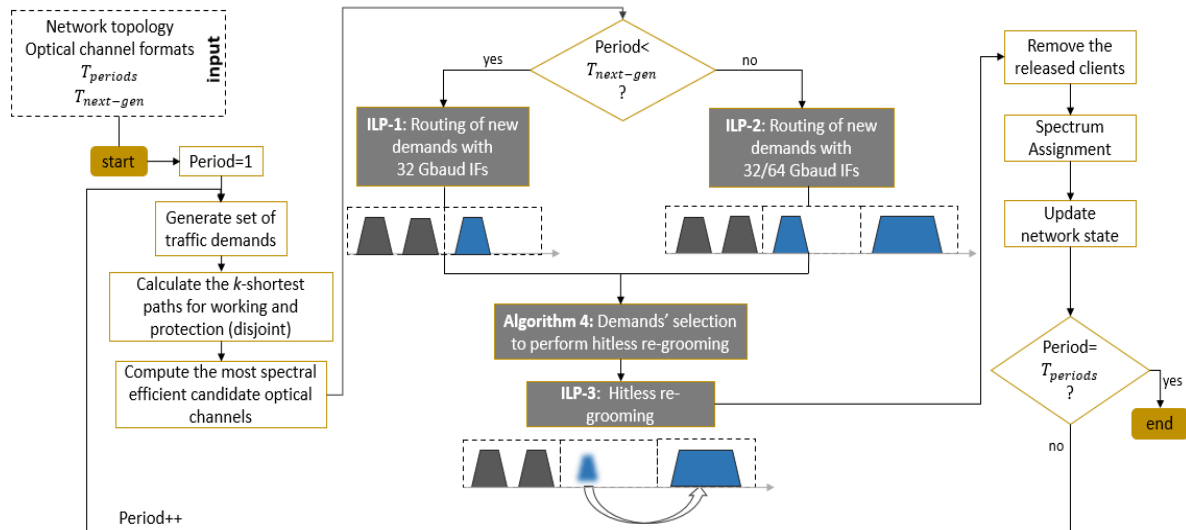 Network topology
Optical channel formats
T_periods
T_next-gen
input
start
Period=1
Generate set of
traffic demands
Calculate the k-shortest
paths for working and
protection (disjoint)
Compute the most spectral
efficient candidate optical
channels
Period++
Period<
T_next-gen
?
yes
no
ILP-1: Routing of new
demands with
32 Gbaud IFs
ILP-2: Routing of new
demands with
32/64 Gbaud IFs
Algorithm 4: Demands' selection
to perform hitless re-grooming
ILP-3: Hitless re-
grooming
Remove the
released clients
Spectrum
Assignment
Update
network state
Period=
T_periods
?
yes
end
no